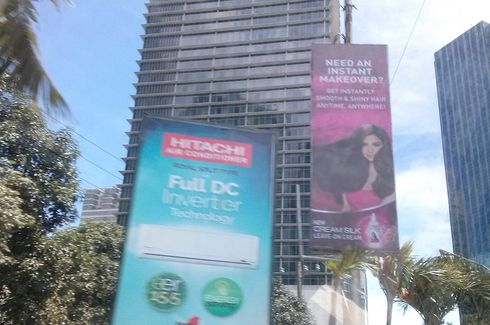 NEED AN
INSTANT
MAKEOVER?
GET INSTANTLY
SMOOTH & SHINY HAIR
ANYTIME, ANYWHERE!
NEW
CREAM SILK
LEAVE-ON CREAM
HITACHI
AIR CONDITIONER
Full DC
Inverter
Technology